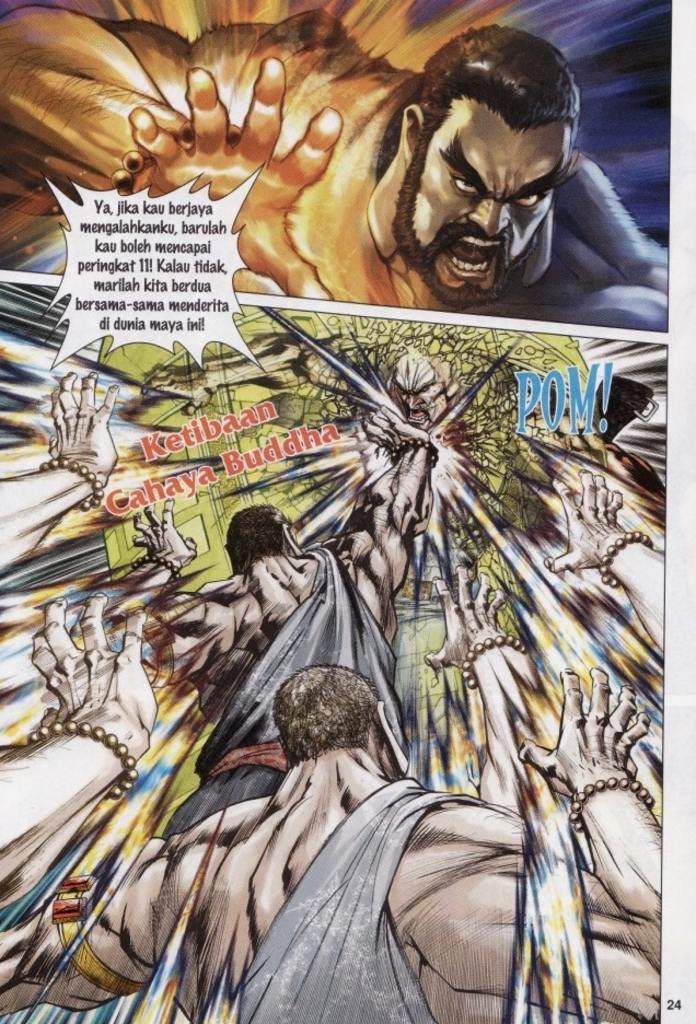 Ya, jika kau berjaya
mengalahkanku, barulah
kau boleh mencapai
peringkat 11! Kalau tidak,
marilah kita berdua
bersama-sama menderita
di dunia maya ini!
POM!
Ketibaan
Cahaya Buddha
24